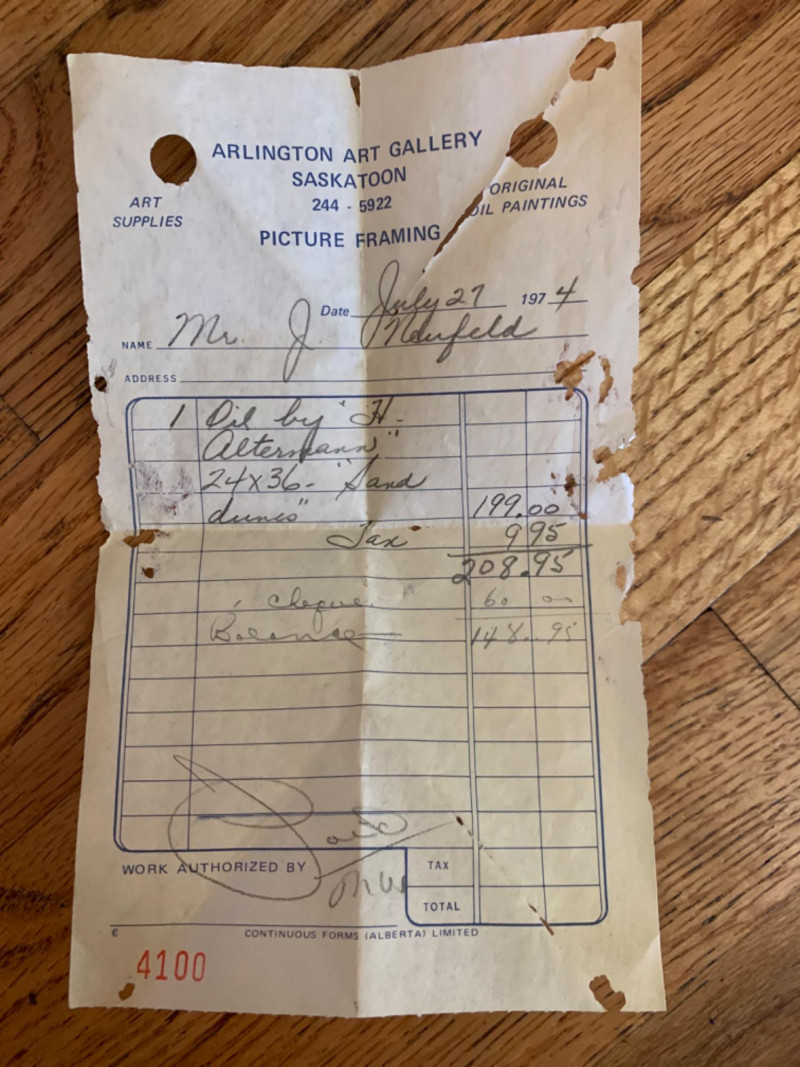 ARLINGTON ART GALLERY
SASKATOON
244 - 5922
ART
SUPPLIES
ORIGINAL
OIL PAINTINGS
PICTURE FRAMING
Date July 27 1974
NAME Mr. J. Neufeld
ADDRESS
1 Oil by "H.
Altermann"
24x36 - "Sand
dunes" 199.00
Tax 9 95
208.95
cheque 60 00
Balance 148.95
Paid
WORK AUTHORIZED BY
TAX
TOTAL
CONTINUOUS FORMS (ALBERTA) LIMITED
4100